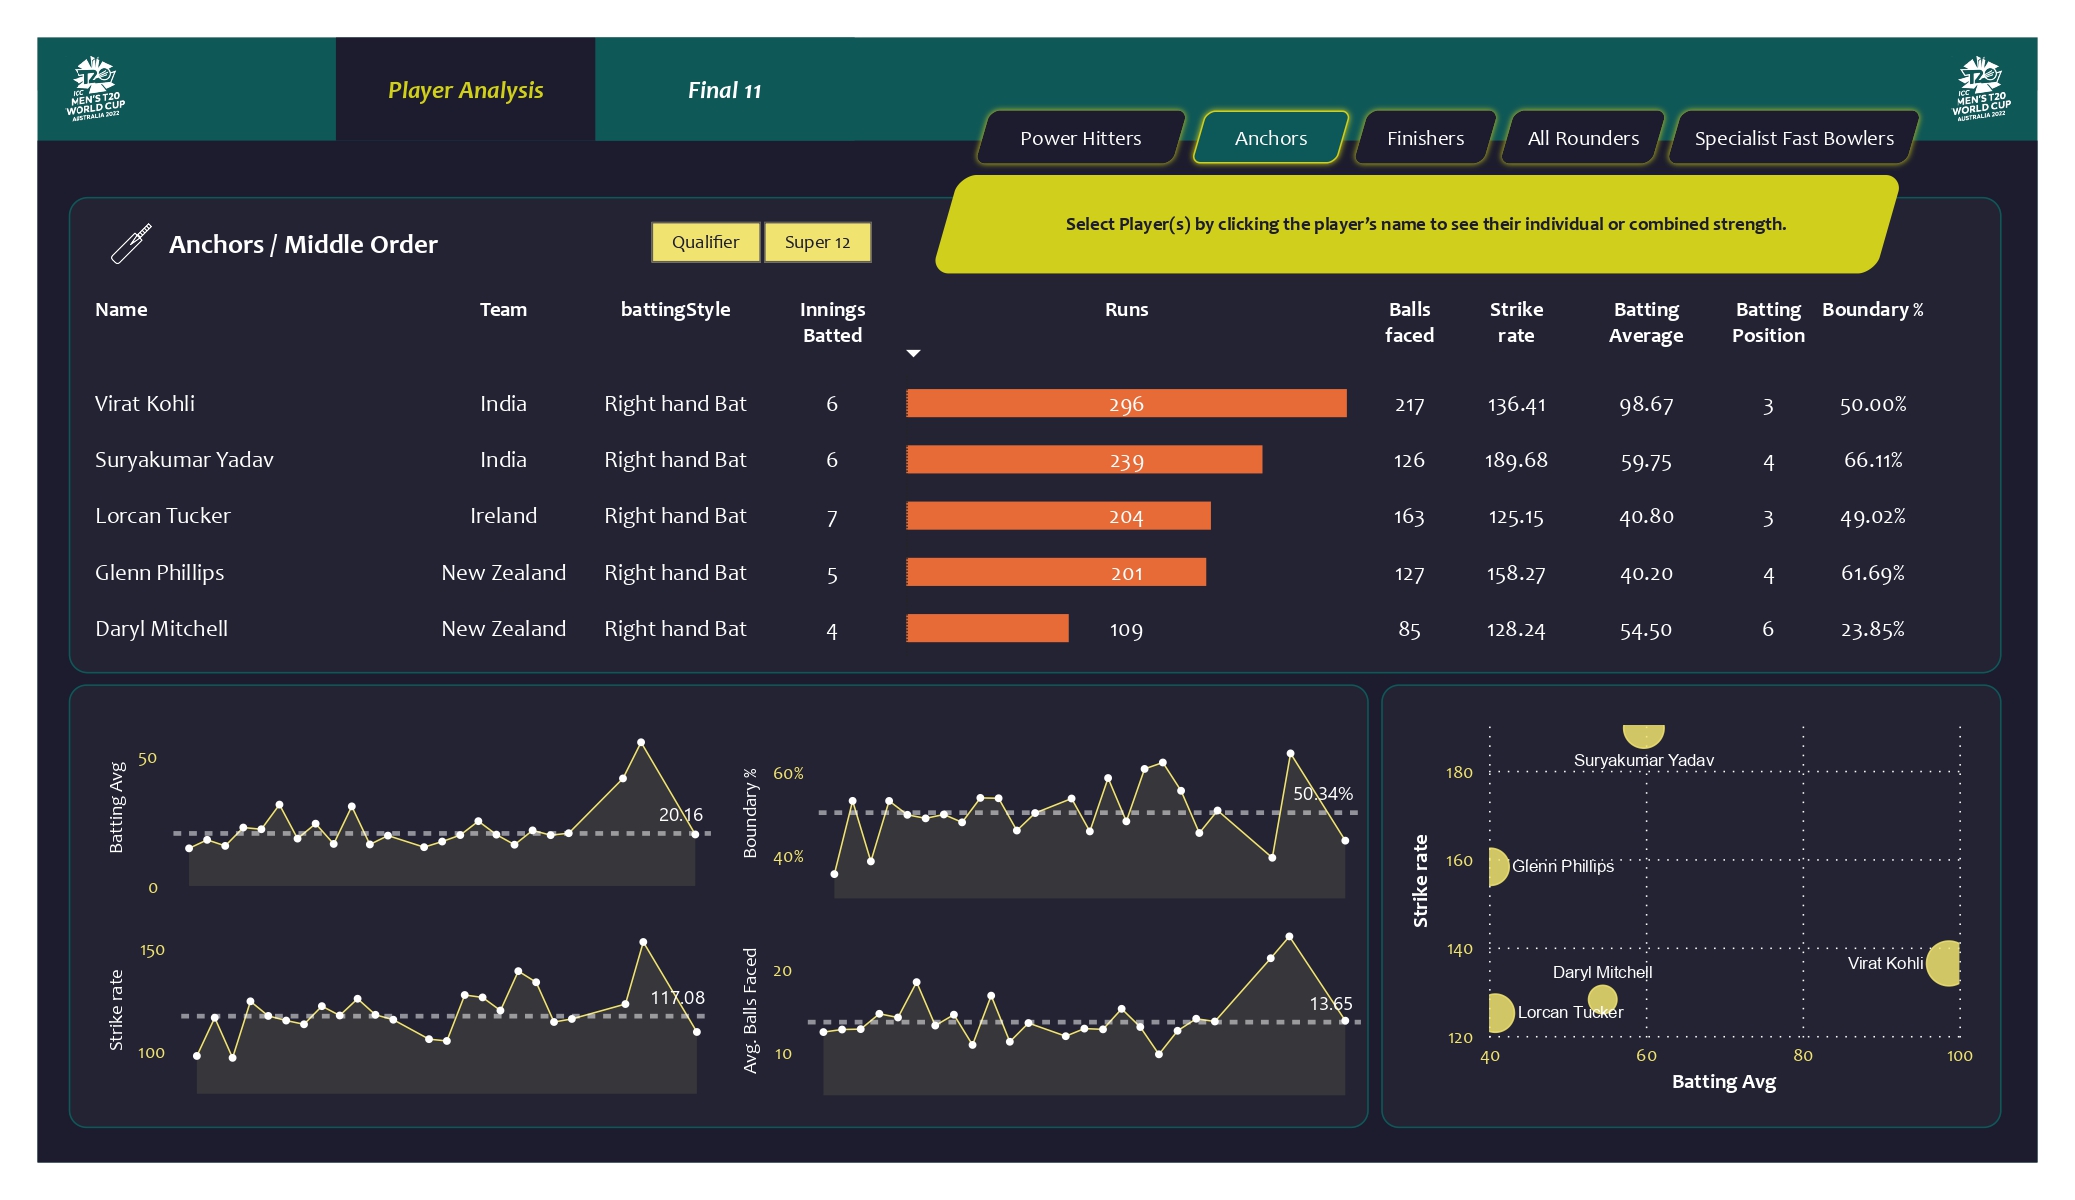 ICC
MEN'S T20
WORLD CUP
AUSTRALIA 2022
Player Analysis
Final 11
ICC
MEN'S T20
WORLD CUP
AUSTRALIA 2022
Power Hitters
Anchors
Finishers
All Rounders
Specialist Fast Bowlers
Select Player(s) by clicking the player's name to see their individual or combined strength.
Anchors / Middle Order
Qualifier
Super 12
Name Team battingStyle Innings Batted Runs Balls faced Strike rate Batting Average Batting Position Boundary %
Virat Kohli India Right hand Bat 6 296 217 136.41 98.67 3 50.00%
Suryakumar Yadav India Right hand Bat 6 239 126 189.68 59.75 4 66.11%
Lorcan Tucker Ireland Right hand Bat 7 204 163 125.15 40.80 3 49.02%
Glenn Phillips New Zealand Right hand Bat 5 201 127 158.27 40.20 4 61.69%
Daryl Mitchell New Zealand Right hand Bat 4 109 85 128.24 54.50 6 23.85%
Batting Avg
50
0
20.16
Boundary %
60%
40%
50.34%
Strike rate
150
100
117.08
Avg. Balls Faced
20
10
13.65
Strike rate
180
160
140
120
Suryakumar Yadav
Glenn Phillips
Virat Kohli
Daryl Mitchell
Lorcan Tucker
40 60 80 100
Batting Avg